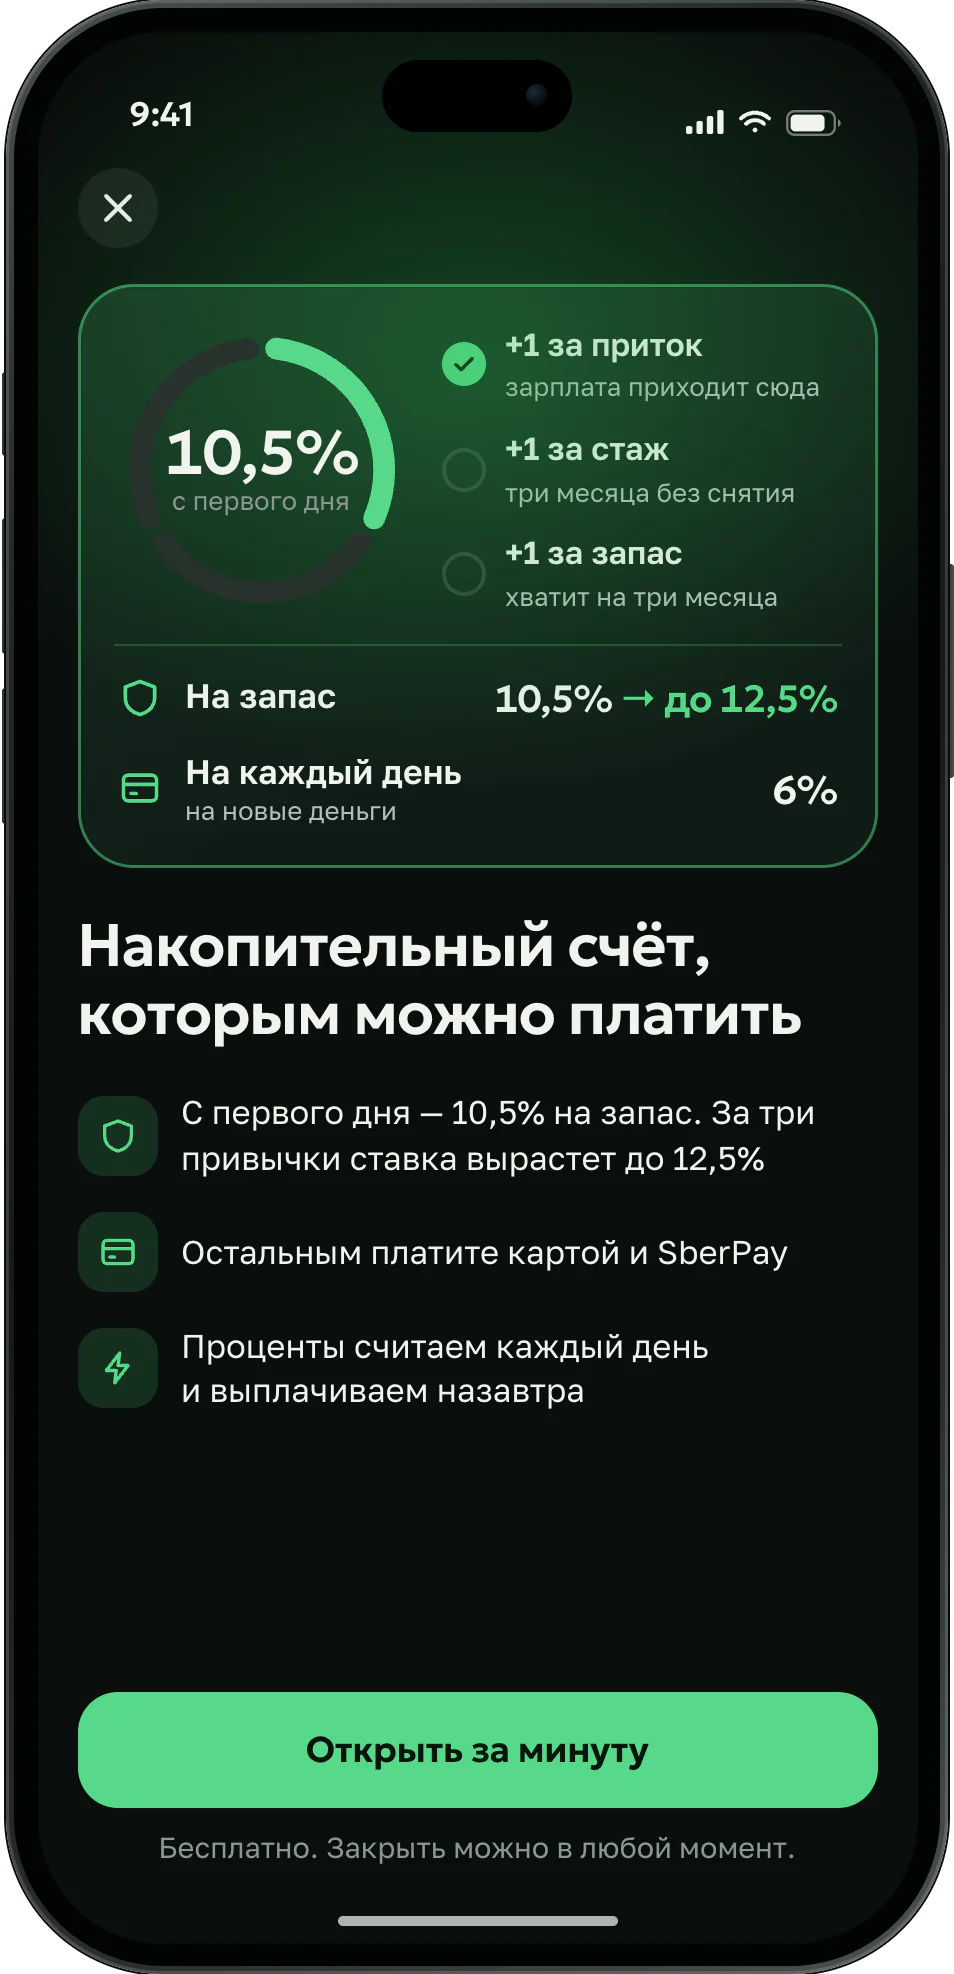 9:41
10,5%
с первого дня
+1 за приток
зарплата приходит сюда
+1 за стаж
три месяца без снятия
+1 за запас
хватит на три месяца
На запас
10,5% → до 12,5%
На каждый день
на новые деньги
6%
Накопительный счёт,
которым можно платить
С первого дня — 10,5% на запас. За три
привычки ставка вырастет до 12,5%
Остальным платите картой и SberPay
Проценты считаем каждый день
и выплачиваем назавтра
Открыть за минуту
Бесплатно. Закрыть можно в любой момент.